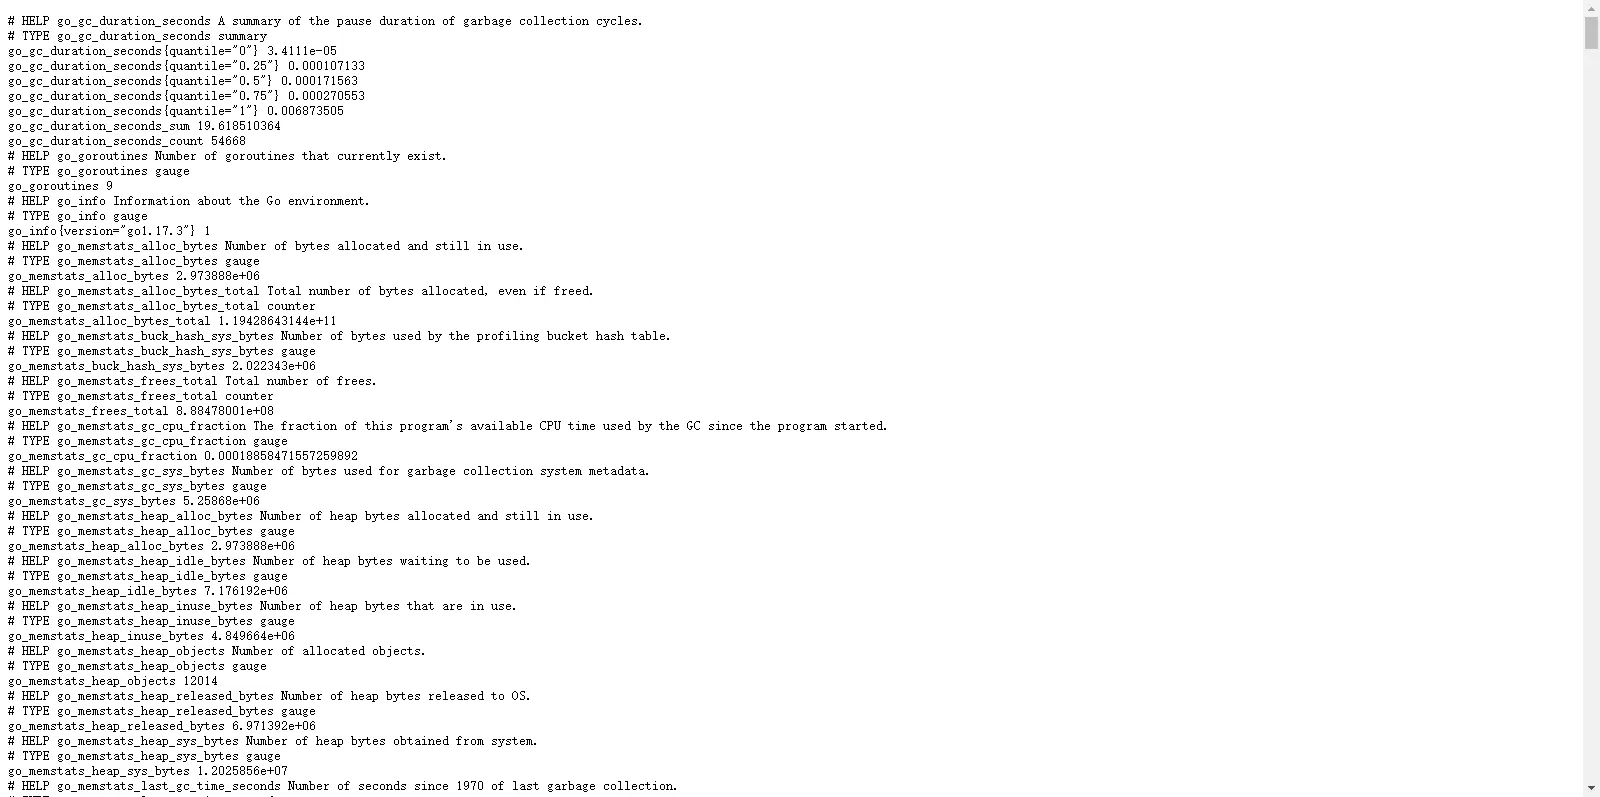 # HELP go_gc_duration_seconds A summary of the pause duration of garbage collection cycles.
# TYPE go_gc_duration_seconds summary
go_gc_duration_seconds{quantile="0"} 3.4111e-05
go_gc_duration_seconds{quantile="0.25"} 0.000107133
go_gc_duration_seconds{quantile="0.5"} 0.000171563
go_gc_duration_seconds{quantile="0.75"} 0.000270553
go_gc_duration_seconds{quantile="1"} 0.006873505
go_gc_duration_seconds_sum 19.618510364
go_gc_duration_seconds_count 54668
# HELP go_goroutines Number of goroutines that currently exist.
# TYPE go_goroutines gauge
go_goroutines 9
# HELP go_info Information about the Go environment.
# TYPE go_info gauge
go_info{version="go1.17.3"} 1
# HELP go_memstats_alloc_bytes Number of bytes allocated and still in use.
# TYPE go_memstats_alloc_bytes gauge
go_memstats_alloc_bytes 2.973888e+06
# HELP go_memstats_alloc_bytes_total Total number of bytes allocated, even if freed.
# TYPE go_memstats_alloc_bytes_total counter
go_memstats_alloc_bytes_total 1.19428643144e+11
# HELP go_memstats_buck_hash_sys_bytes Number of bytes used by the profiling bucket hash table.
# TYPE go_memstats_buck_hash_sys_bytes gauge
go_memstats_buck_hash_sys_bytes 2.022343e+06
# HELP go_memstats_frees_total Total number of frees.
# TYPE go_memstats_frees_total counter
go_memstats_frees_total 8.88478001e+08
# HELP go_memstats_gc_cpu_fraction The fraction of this program's available CPU time used by the GC since the program started.
# TYPE go_memstats_gc_cpu_fraction gauge
go_memstats_gc_cpu_fraction 0.00018858471557259892
# HELP go_memstats_gc_sys_bytes Number of bytes used for garbage collection system metadata.
# TYPE go_memstats_gc_sys_bytes gauge
go_memstats_gc_sys_bytes 5.25868e+06
# HELP go_memstats_heap_alloc_bytes Number of heap bytes allocated and still in use.
# TYPE go_memstats_heap_alloc_bytes gauge
go_memstats_heap_alloc_bytes 2.973888e+06
# HELP go_memstats_heap_idle_bytes Number of heap bytes waiting to be used.
# TYPE go_memstats_heap_idle_bytes gauge
go_memstats_heap_idle_bytes 7.176192e+06
# HELP go_memstats_heap_inuse_bytes Number of heap bytes that are in use.
# TYPE go_memstats_heap_inuse_bytes gauge
go_memstats_heap_inuse_bytes 4.849664e+06
# HELP go_memstats_heap_objects Number of allocated objects.
# TYPE go_memstats_heap_objects gauge
go_memstats_heap_objects 12014
# HELP go_memstats_heap_released_bytes Number of heap bytes released to OS.
# TYPE go_memstats_heap_released_bytes gauge
go_memstats_heap_released_bytes 6.971392e+06
# HELP go_memstats_heap_sys_bytes Number of heap bytes obtained from system.
# TYPE go_memstats_heap_sys_bytes gauge
go_memstats_heap_sys_bytes 1.2025856e+07
# HELP go_memstats_last_gc_time_seconds Number of seconds since 1970 of last garbage collection.